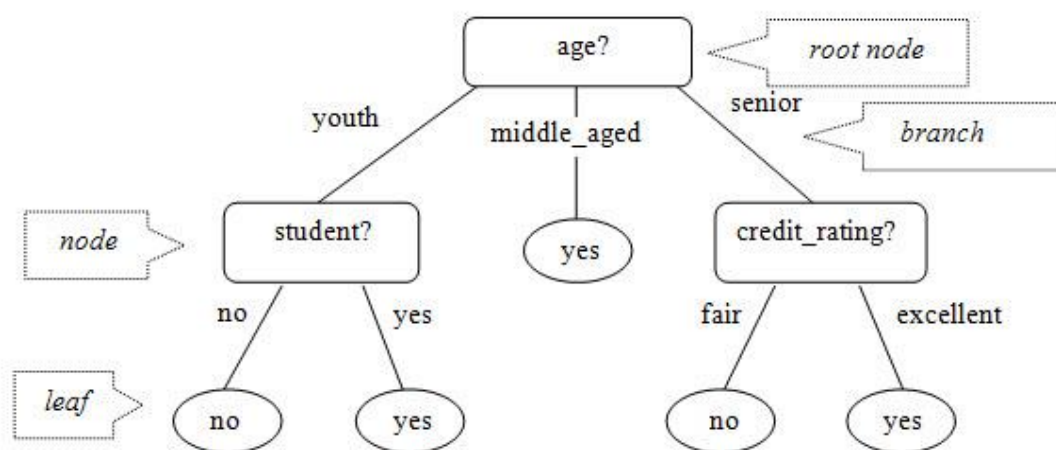 age?
root node
youth
middle_aged
senior
branch
node
student?
yes
credit_rating?
no
yes
fair
excellent
leaf
no
yes
no
yes